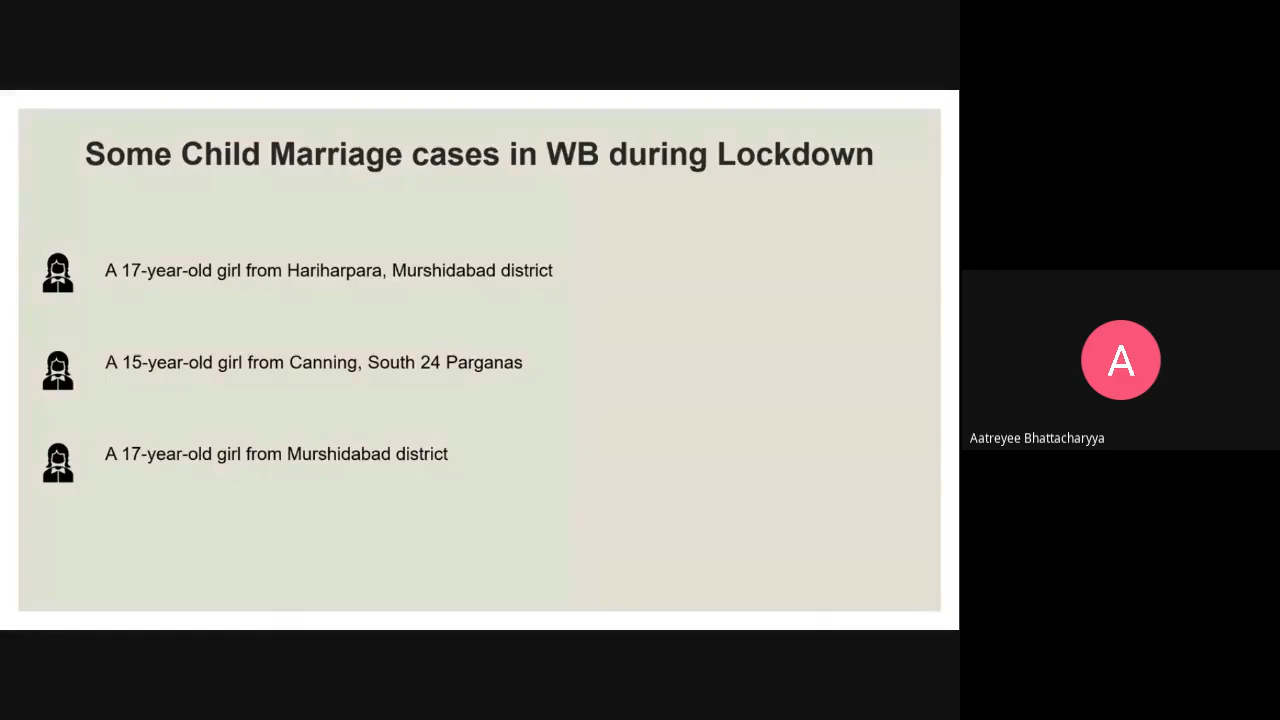 Some Child Marriage cases in WB during Lockdown
A 17-year-old girl from Hariharpara, Murshidabad district
A 15-year-old girl from Canning, South 24 Parganas
A 17-year-old girl from Murshidabad district
A
Aatreyee Bhattacharyya